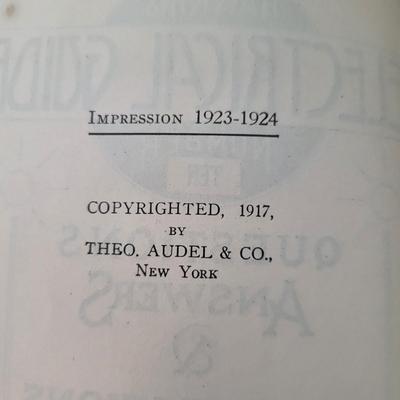 IMPRESSION 1923-1924
COPYRIGHTED, 1917,
BY
THEO. AUDEL & CO.,
NEW YORK